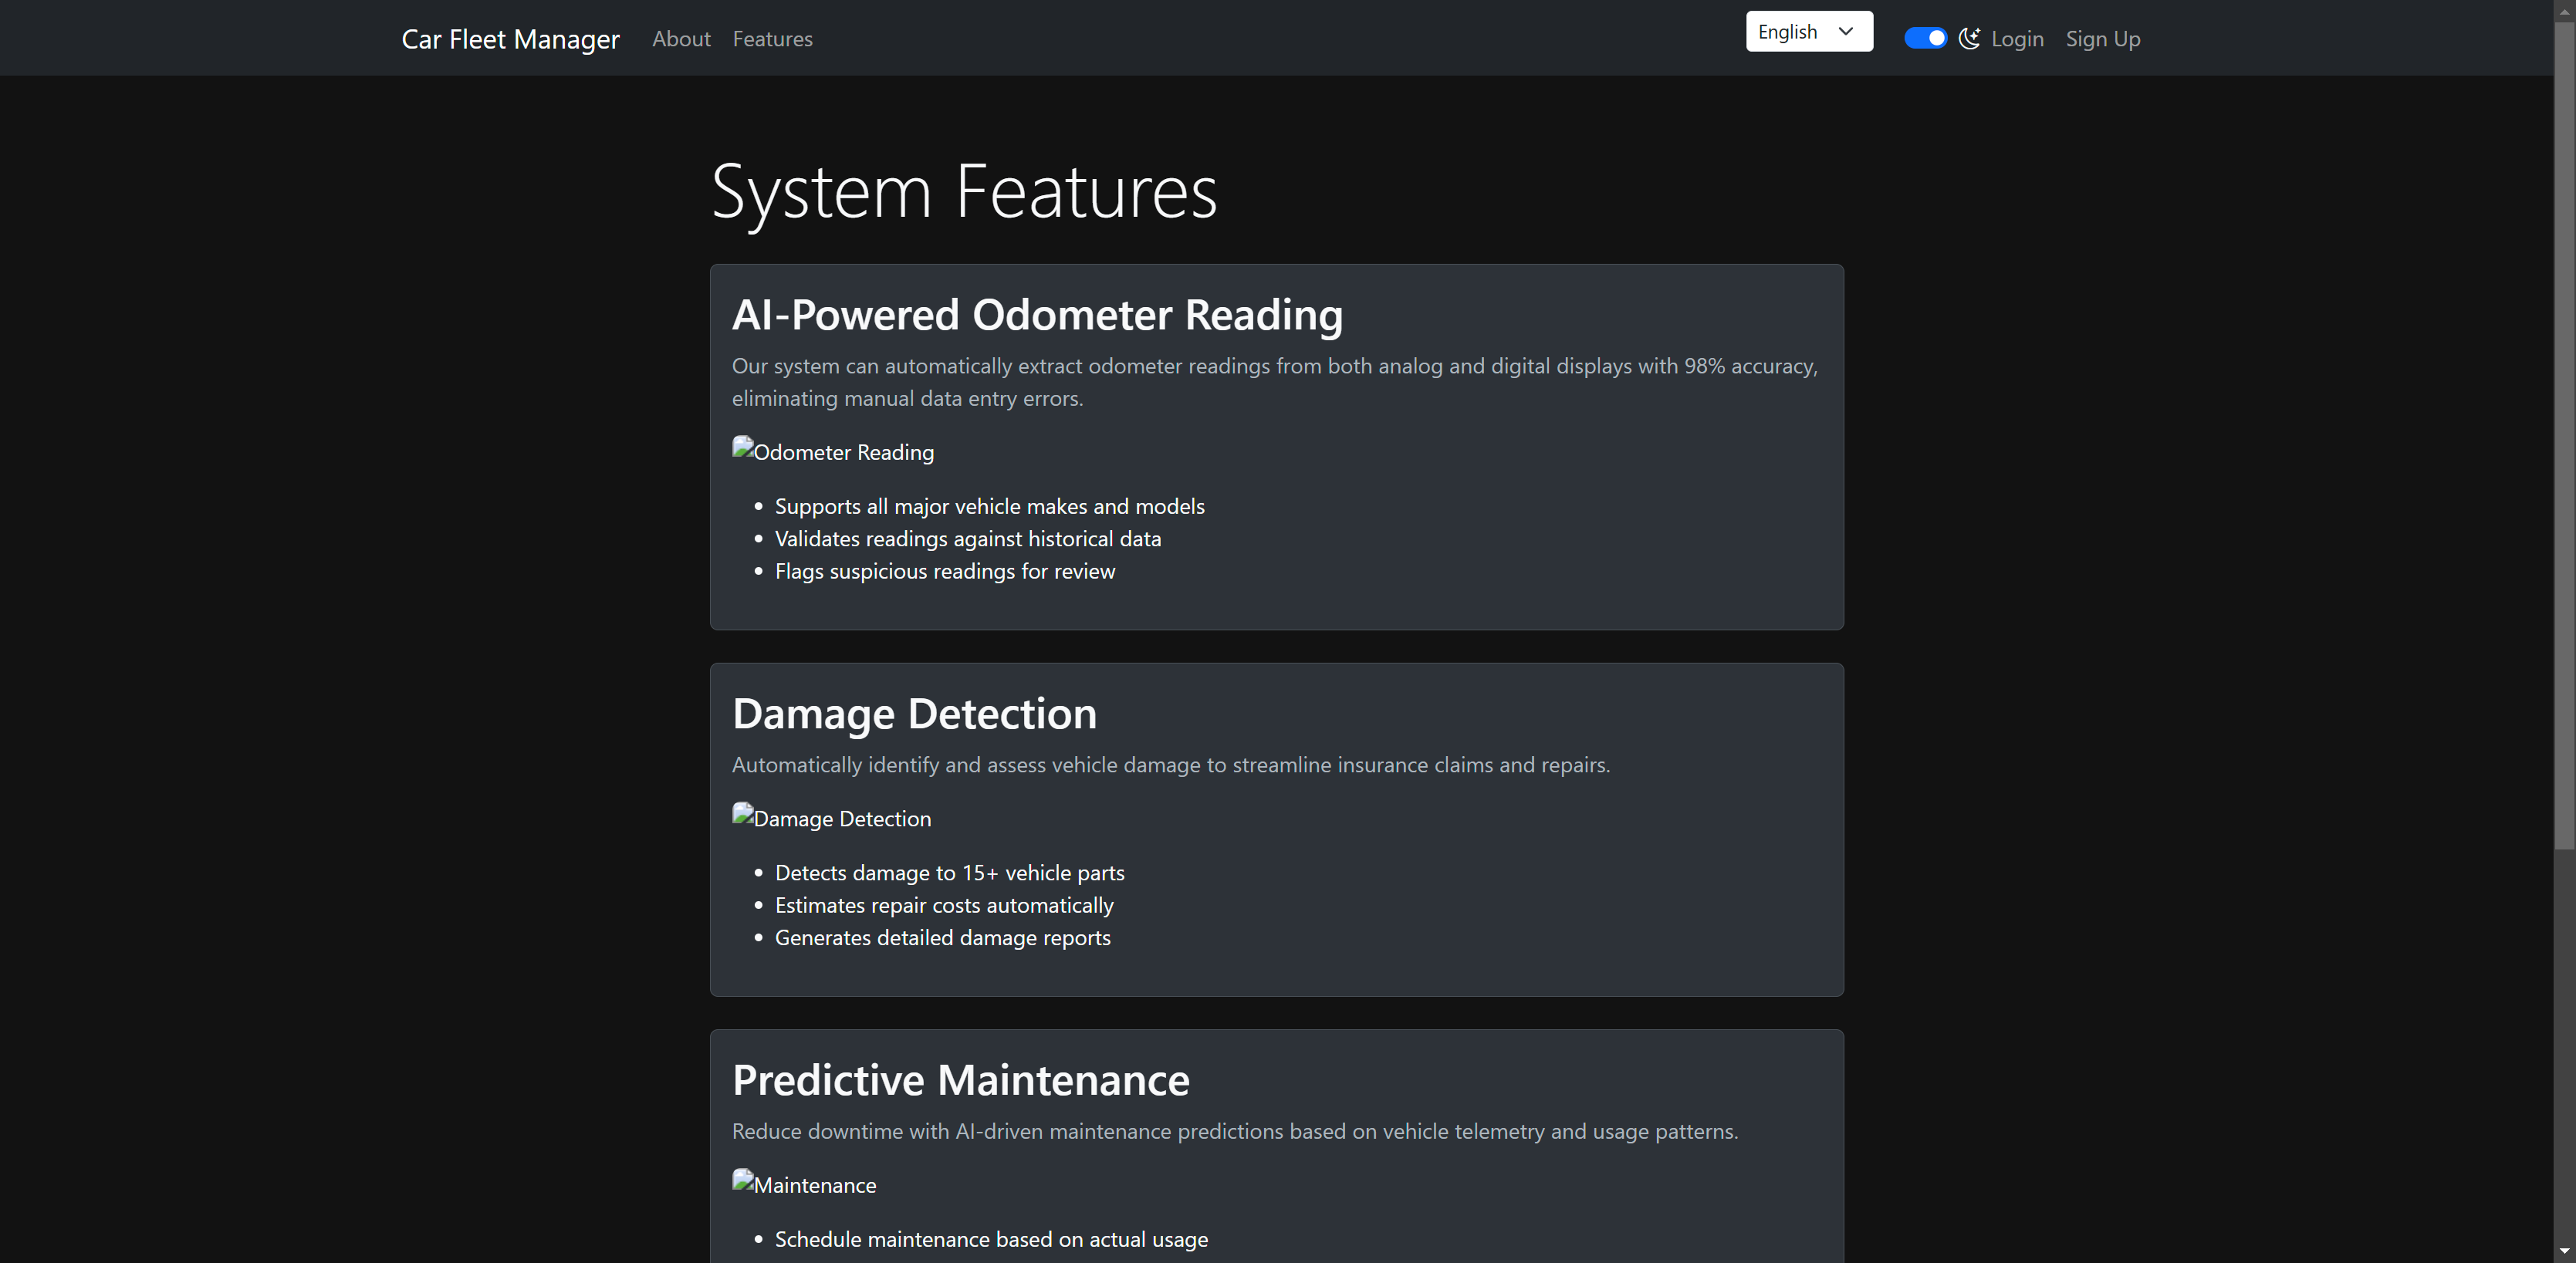 Car Fleet Manager About Features English Login Sign Up
System Features
AI-Powered Odometer Reading
Our system can automatically extract odometer readings from both analog and digital displays with 98% accuracy,
eliminating manual data entry errors.
Odometer Reading
Supports all major vehicle makes and models
Validates readings against historical data
Flags suspicious readings for review
Damage Detection
Automatically identify and assess vehicle damage to streamline insurance claims and repairs.
Damage Detection
Detects damage to 15+ vehicle parts
Estimates repair costs automatically
Generates detailed damage reports
Predictive Maintenance
Reduce downtime with AI-driven maintenance predictions based on vehicle telemetry and usage patterns.
Maintenance
Schedule maintenance based on actual usage